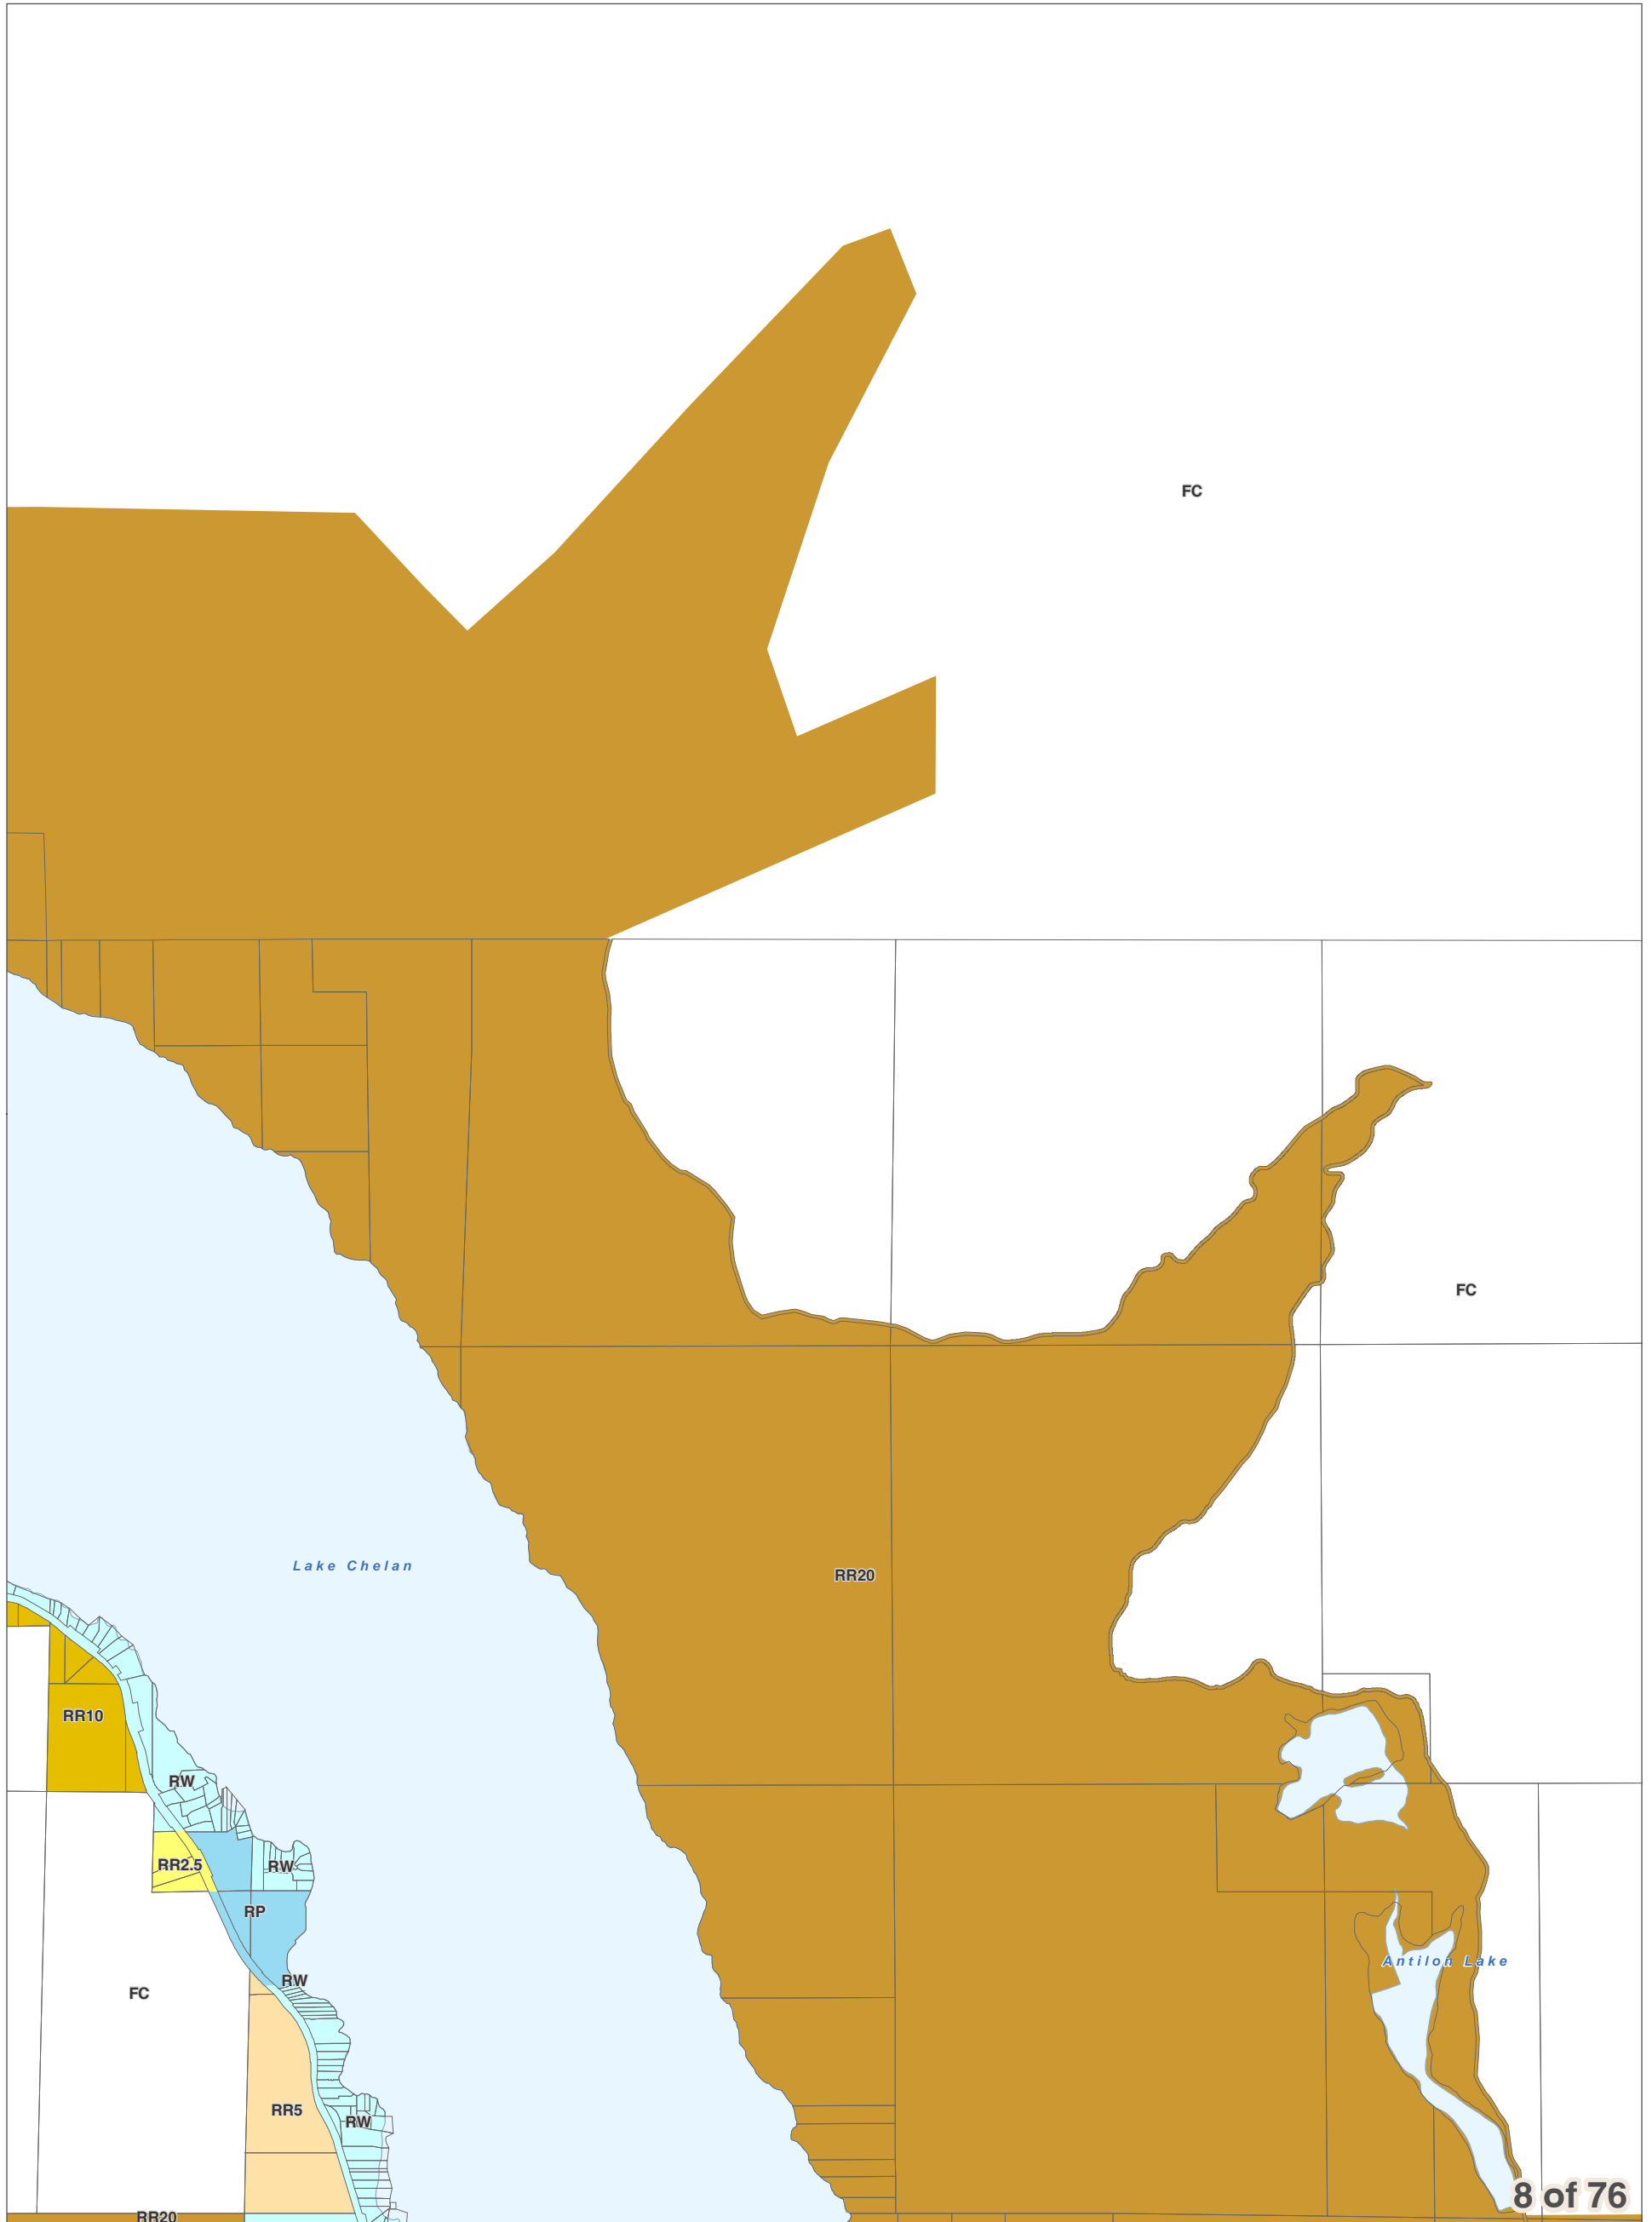 FC
FC
Lake Chelan
RR20
RR10
RW
RR2.5
RW
RP
Antilon Lake
RW
FC
RR5
RW
8 of 76
RR20